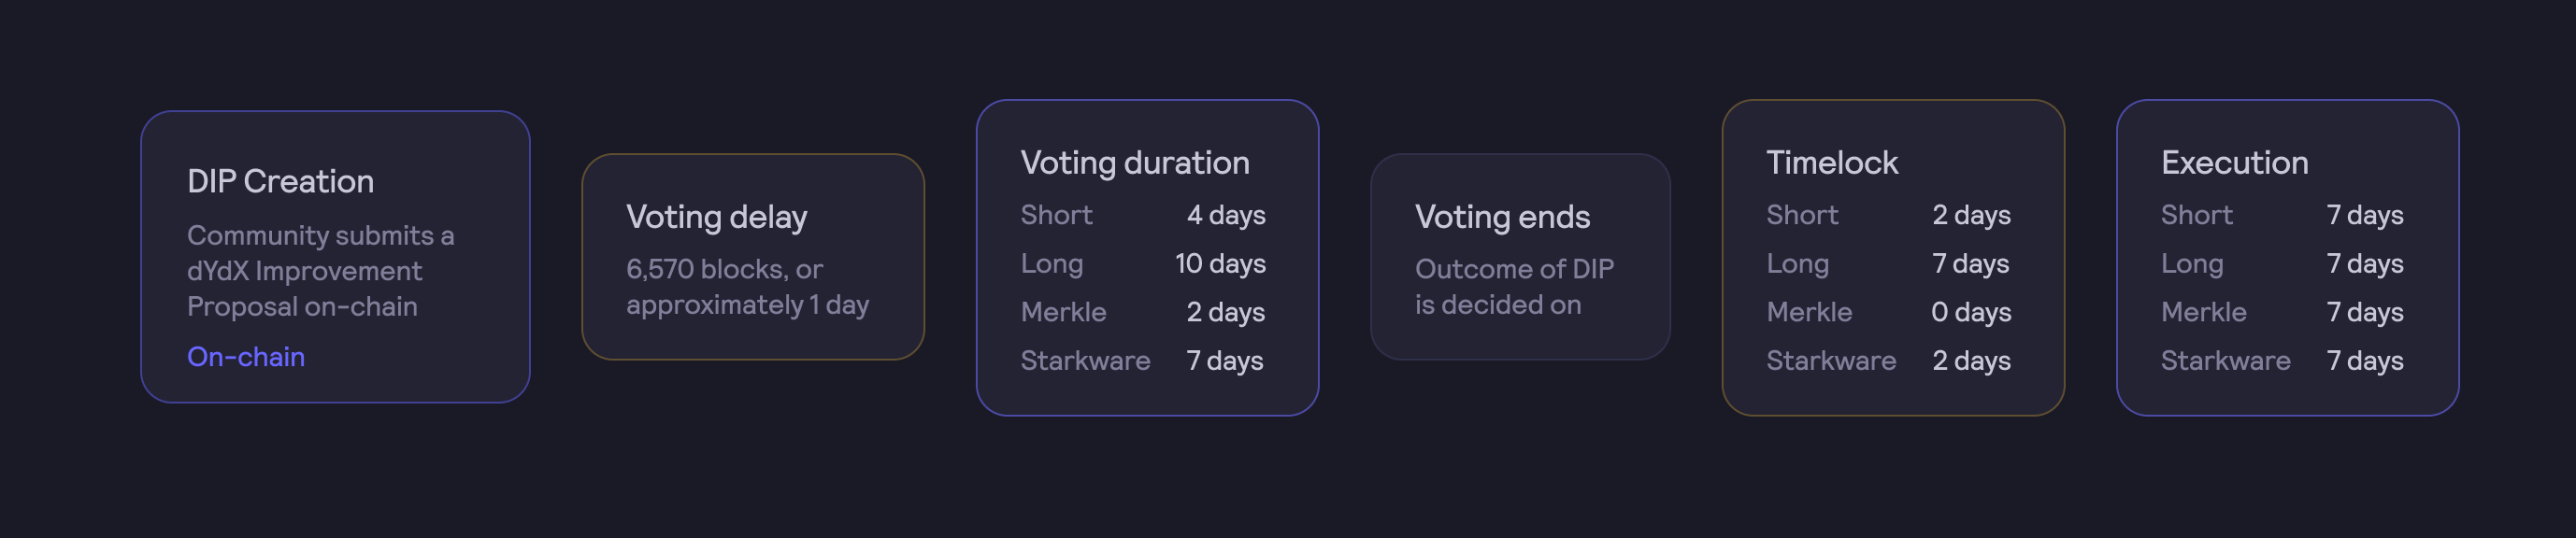 DIP Creation
Community submits a
dYdX Improvement
Proposal on-chain
On-chain
Voting delay
6,570 blocks, or
approximately 1 day
Voting duration
Short 4 days
Long 10 days
Merkle 2 days
Starkware 7 days
Voting ends
Outcome of DIP
is decided on
Timelock
Short 2 days
Long 7 days
Merkle 0 days
Starkware 2 days
Execution
Short 7 days
Long 7 days
Merkle 7 days
Starkware 7 days